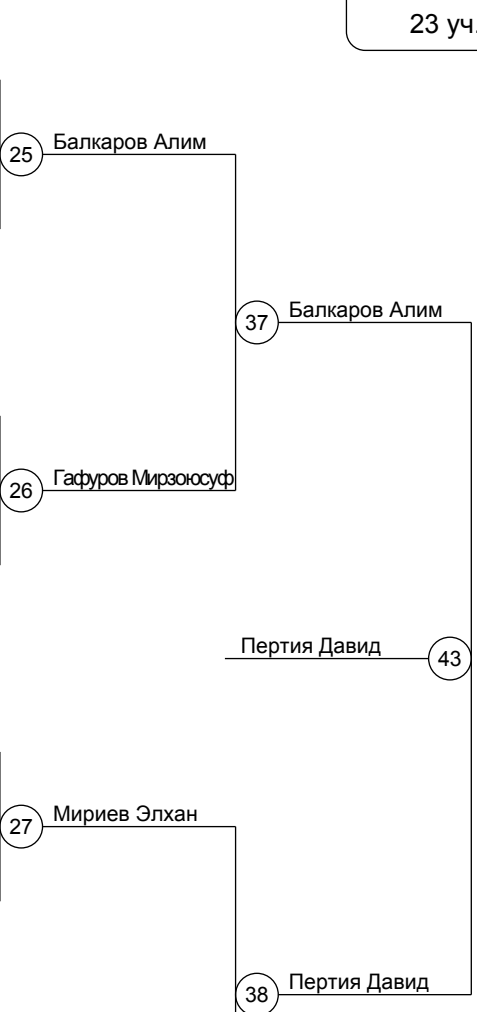 23 уч.
Балкаров Алим
25
Балкаров Алим
37
Гафуров Мирзоюсуф
26
Пертия Давид
43
Мириев Элхан
27
Пертия Давид
38